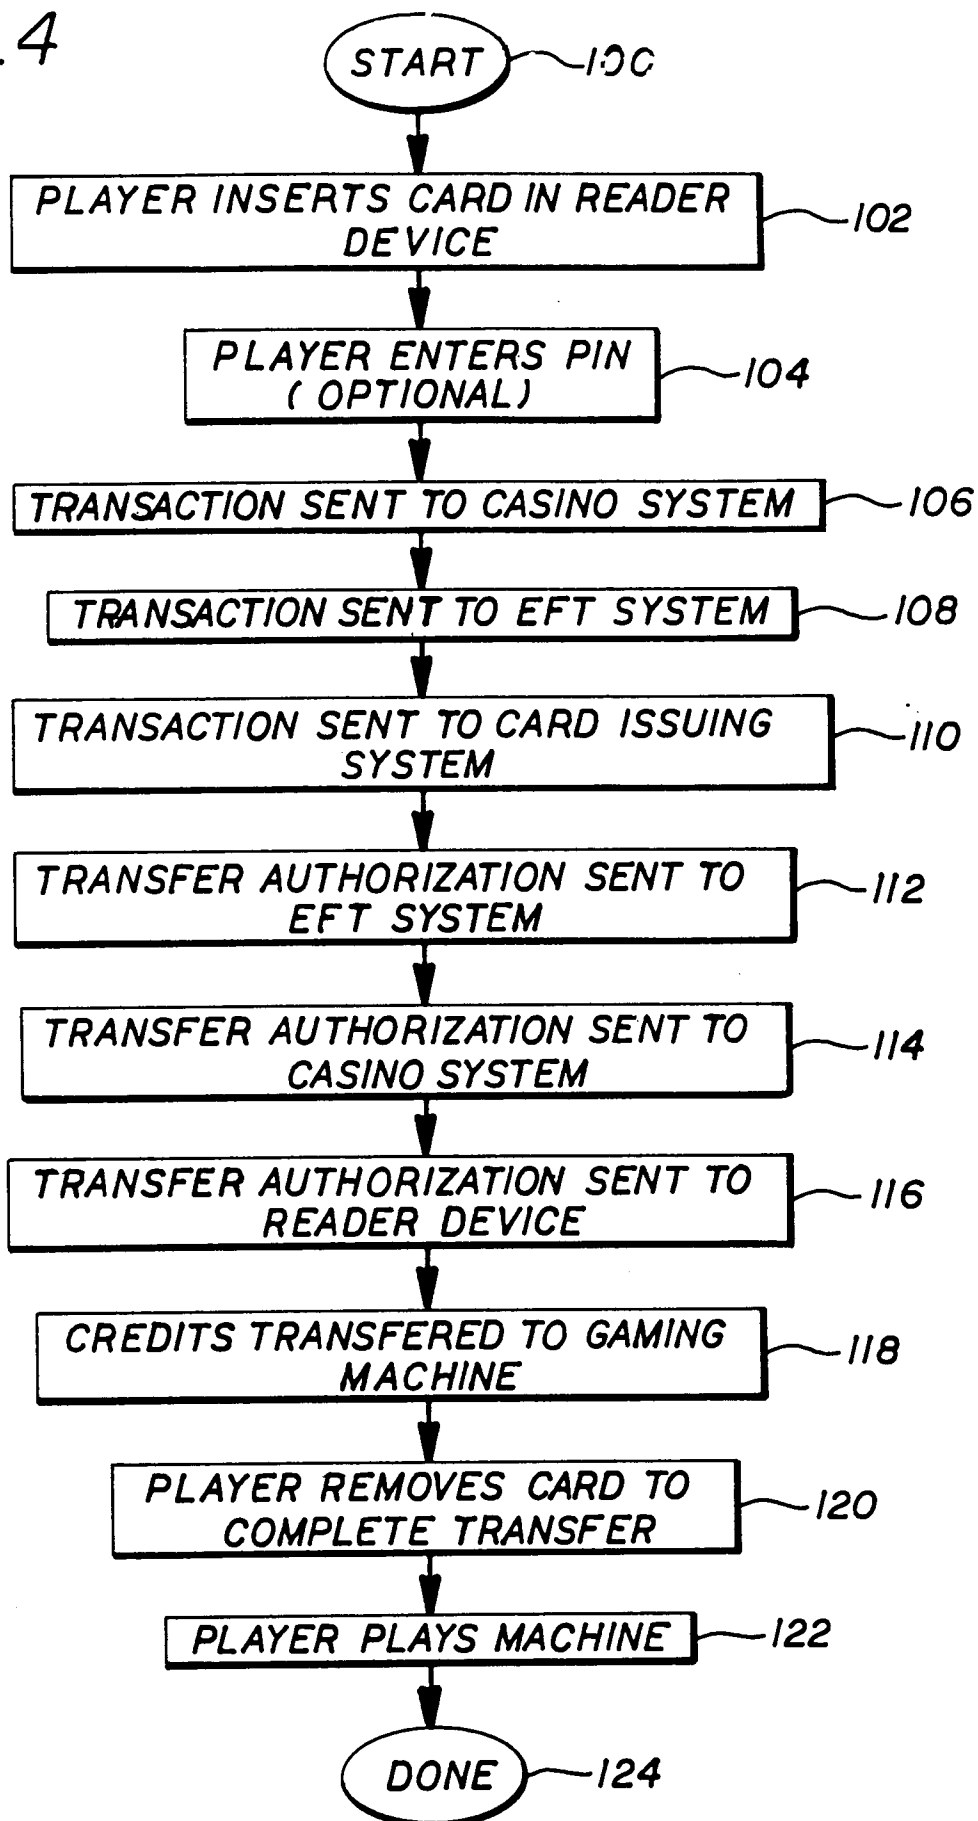 .4
START 100
PLAYER INSERTS CARD IN READER
DEVICE
102
PLAYER ENTERS PIN
(OPTIONAL)
104
TRANSACTION SENT TO CASINO SYSTEM 106
TRANSACTION SENT TO EFT SYSTEM 108
TRANSACTION SENT TO CARD ISSUING
SYSTEM
110
TRANSFER AUTHORIZATION SENT TO
EFT SYSTEM
112
TRANSFER AUTHORIZATION SENT TO
CASINO SYSTEM
114
TRANSFER AUTHORIZATION SENT TO
READER DEVICE
116
CREDITS TRANSFERED TO GAMING
MACHINE
118
PLAYER REMOVES CARD TO
COMPLETE TRANSFER
120
PLAYER PLAYS MACHINE 122
DONE 124